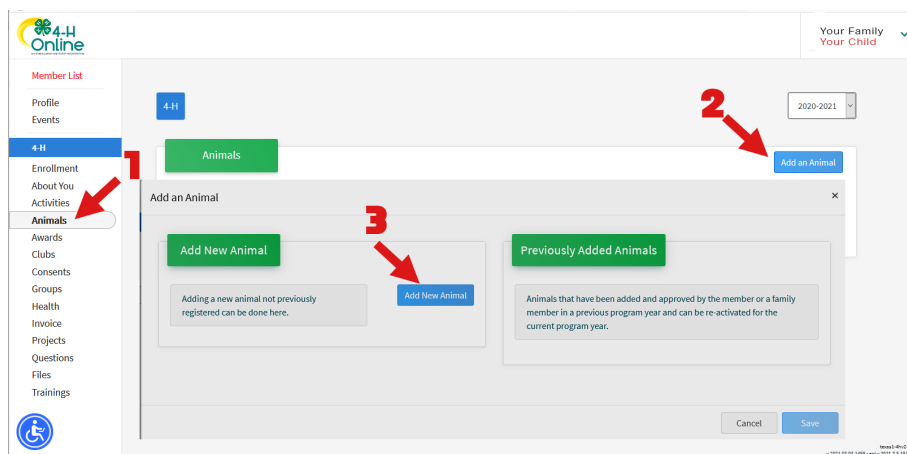 4-H
Online
Your Family
Your Child
Member List
Profile
Events
4-H
Enrollment
About You
Activities
Animals
Awards
Clubs
Consents
Groups
Health
Invoice
Projects
Questions
Files
Trainings
1
4-H
2
2020-2021
Animals
Add an Animal
Add an Animal
×
3
Add New Animal
Add New Animal
Adding a new animal not previously
registered can be done here.
Previously Added Animals
Animals that have been added and approved by the member or a family
member in a previous program year and can be re-activated for the
current program year.
Cancel
Save